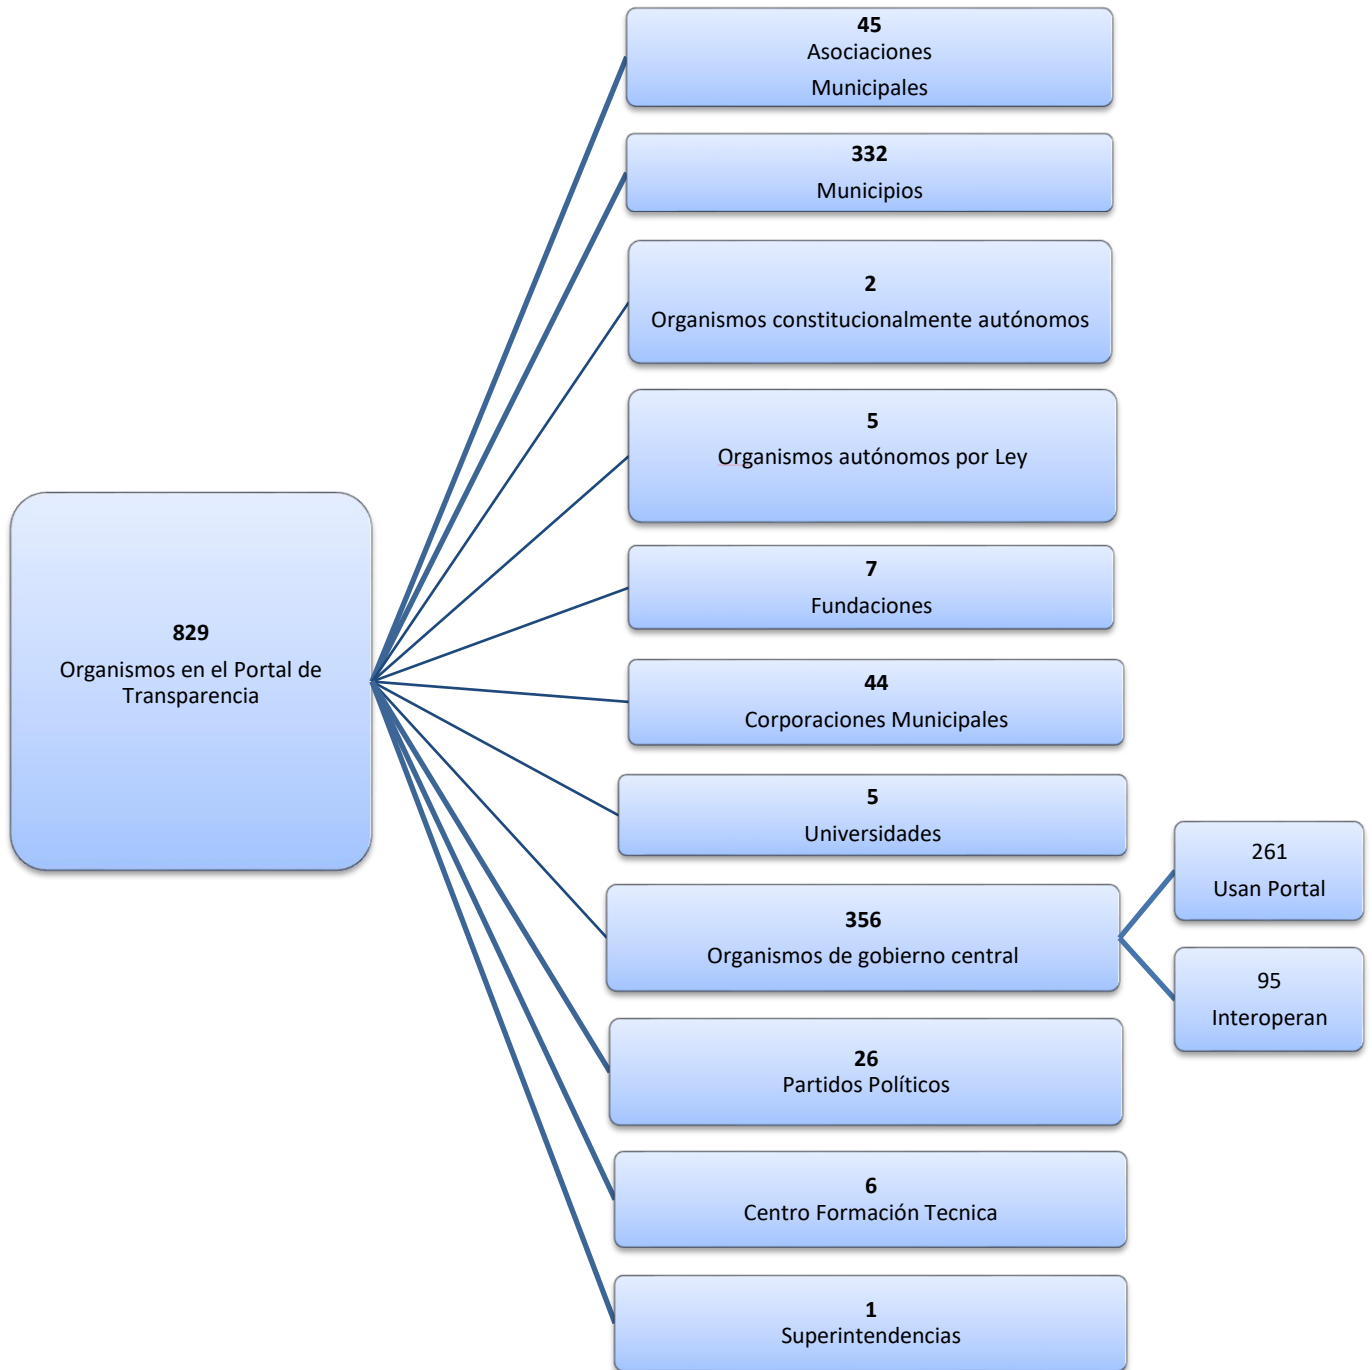 45
Asociaciones
Municipales
332
Municipios
2
Organismos constitucionalmente autónomos
5
Organismos autónomos por Ley
7
Fundaciones
829
Organismos en el Portal de
Transparencia
44
Corporaciones Municipales
5
Universidades
356
Organismos de gobierno central
261
Usan Portal
95
Interoperan
26
Partidos Políticos
6
Centro Formación Tecnica
1
Superintendencias